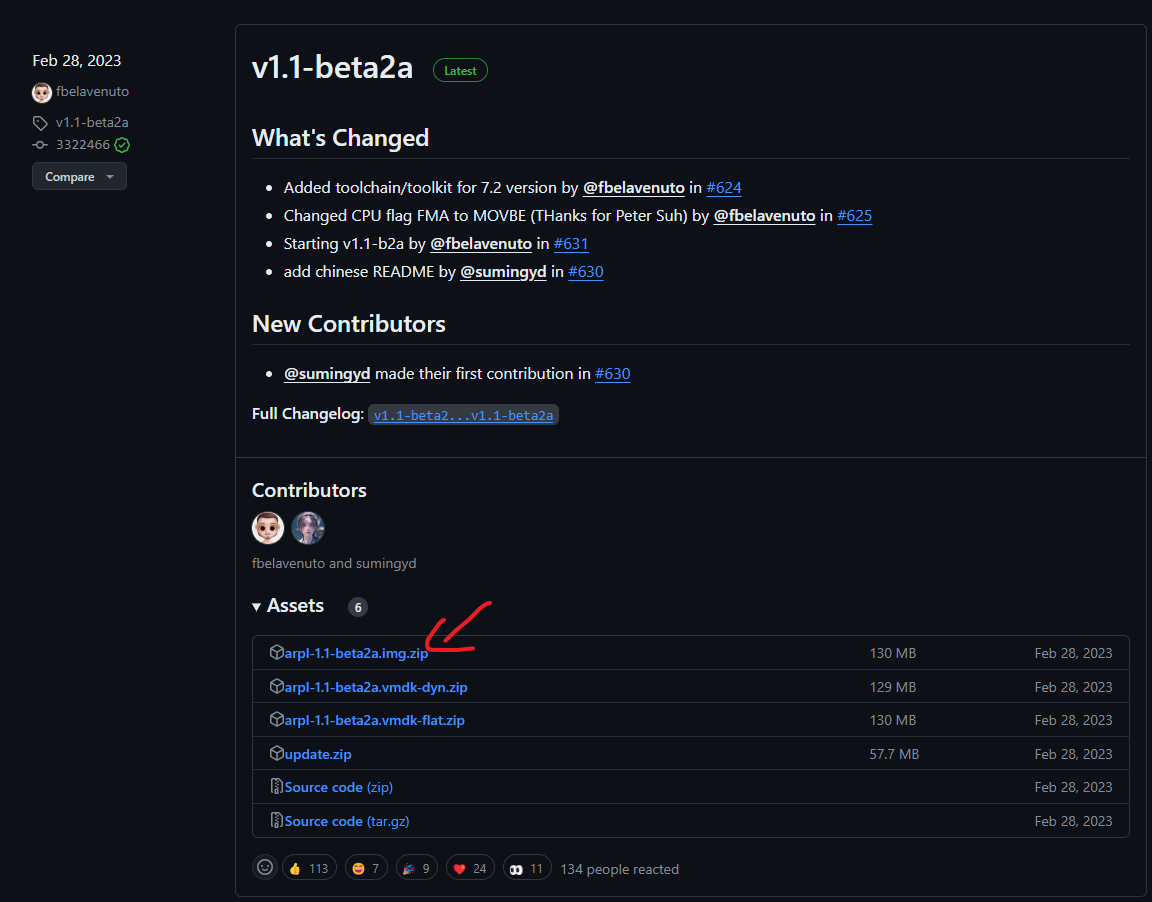 Feb 28, 2023
fbelavenuto
v1.1-beta2a
3322466
Compare
v1.1-beta2a Latest
What's Changed
Added toolchain/toolkit for 7.2 version by @fbelavenuto in #624
Changed CPU flag FMA to MOVBE (THanks for Peter Suh) by @fbelavenuto in #625
Starting v1.1-b2a by @fbelavenuto in #631
add chinese README by @sumingyd in #630
New Contributors
@sumingyd made their first contribution in #630
Full Changelog: v1.1-beta2...v1.1-beta2a
Contributors
fbelavenuto and sumingyd
Assets 6
arpl-1.1-beta2a.img.zip 130 MB Feb 28, 2023
arpl-1.1-beta2a.vmdk-dyn.zip 129 MB Feb 28, 2023
arpl-1.1-beta2a.vmdk-flat.zip 130 MB Feb 28, 2023
update.zip 57.7 MB Feb 28, 2023
Source code (zip) Feb 28, 2023
Source code (tar.gz) Feb 28, 2023
113 7 9 24 11 134 people reacted